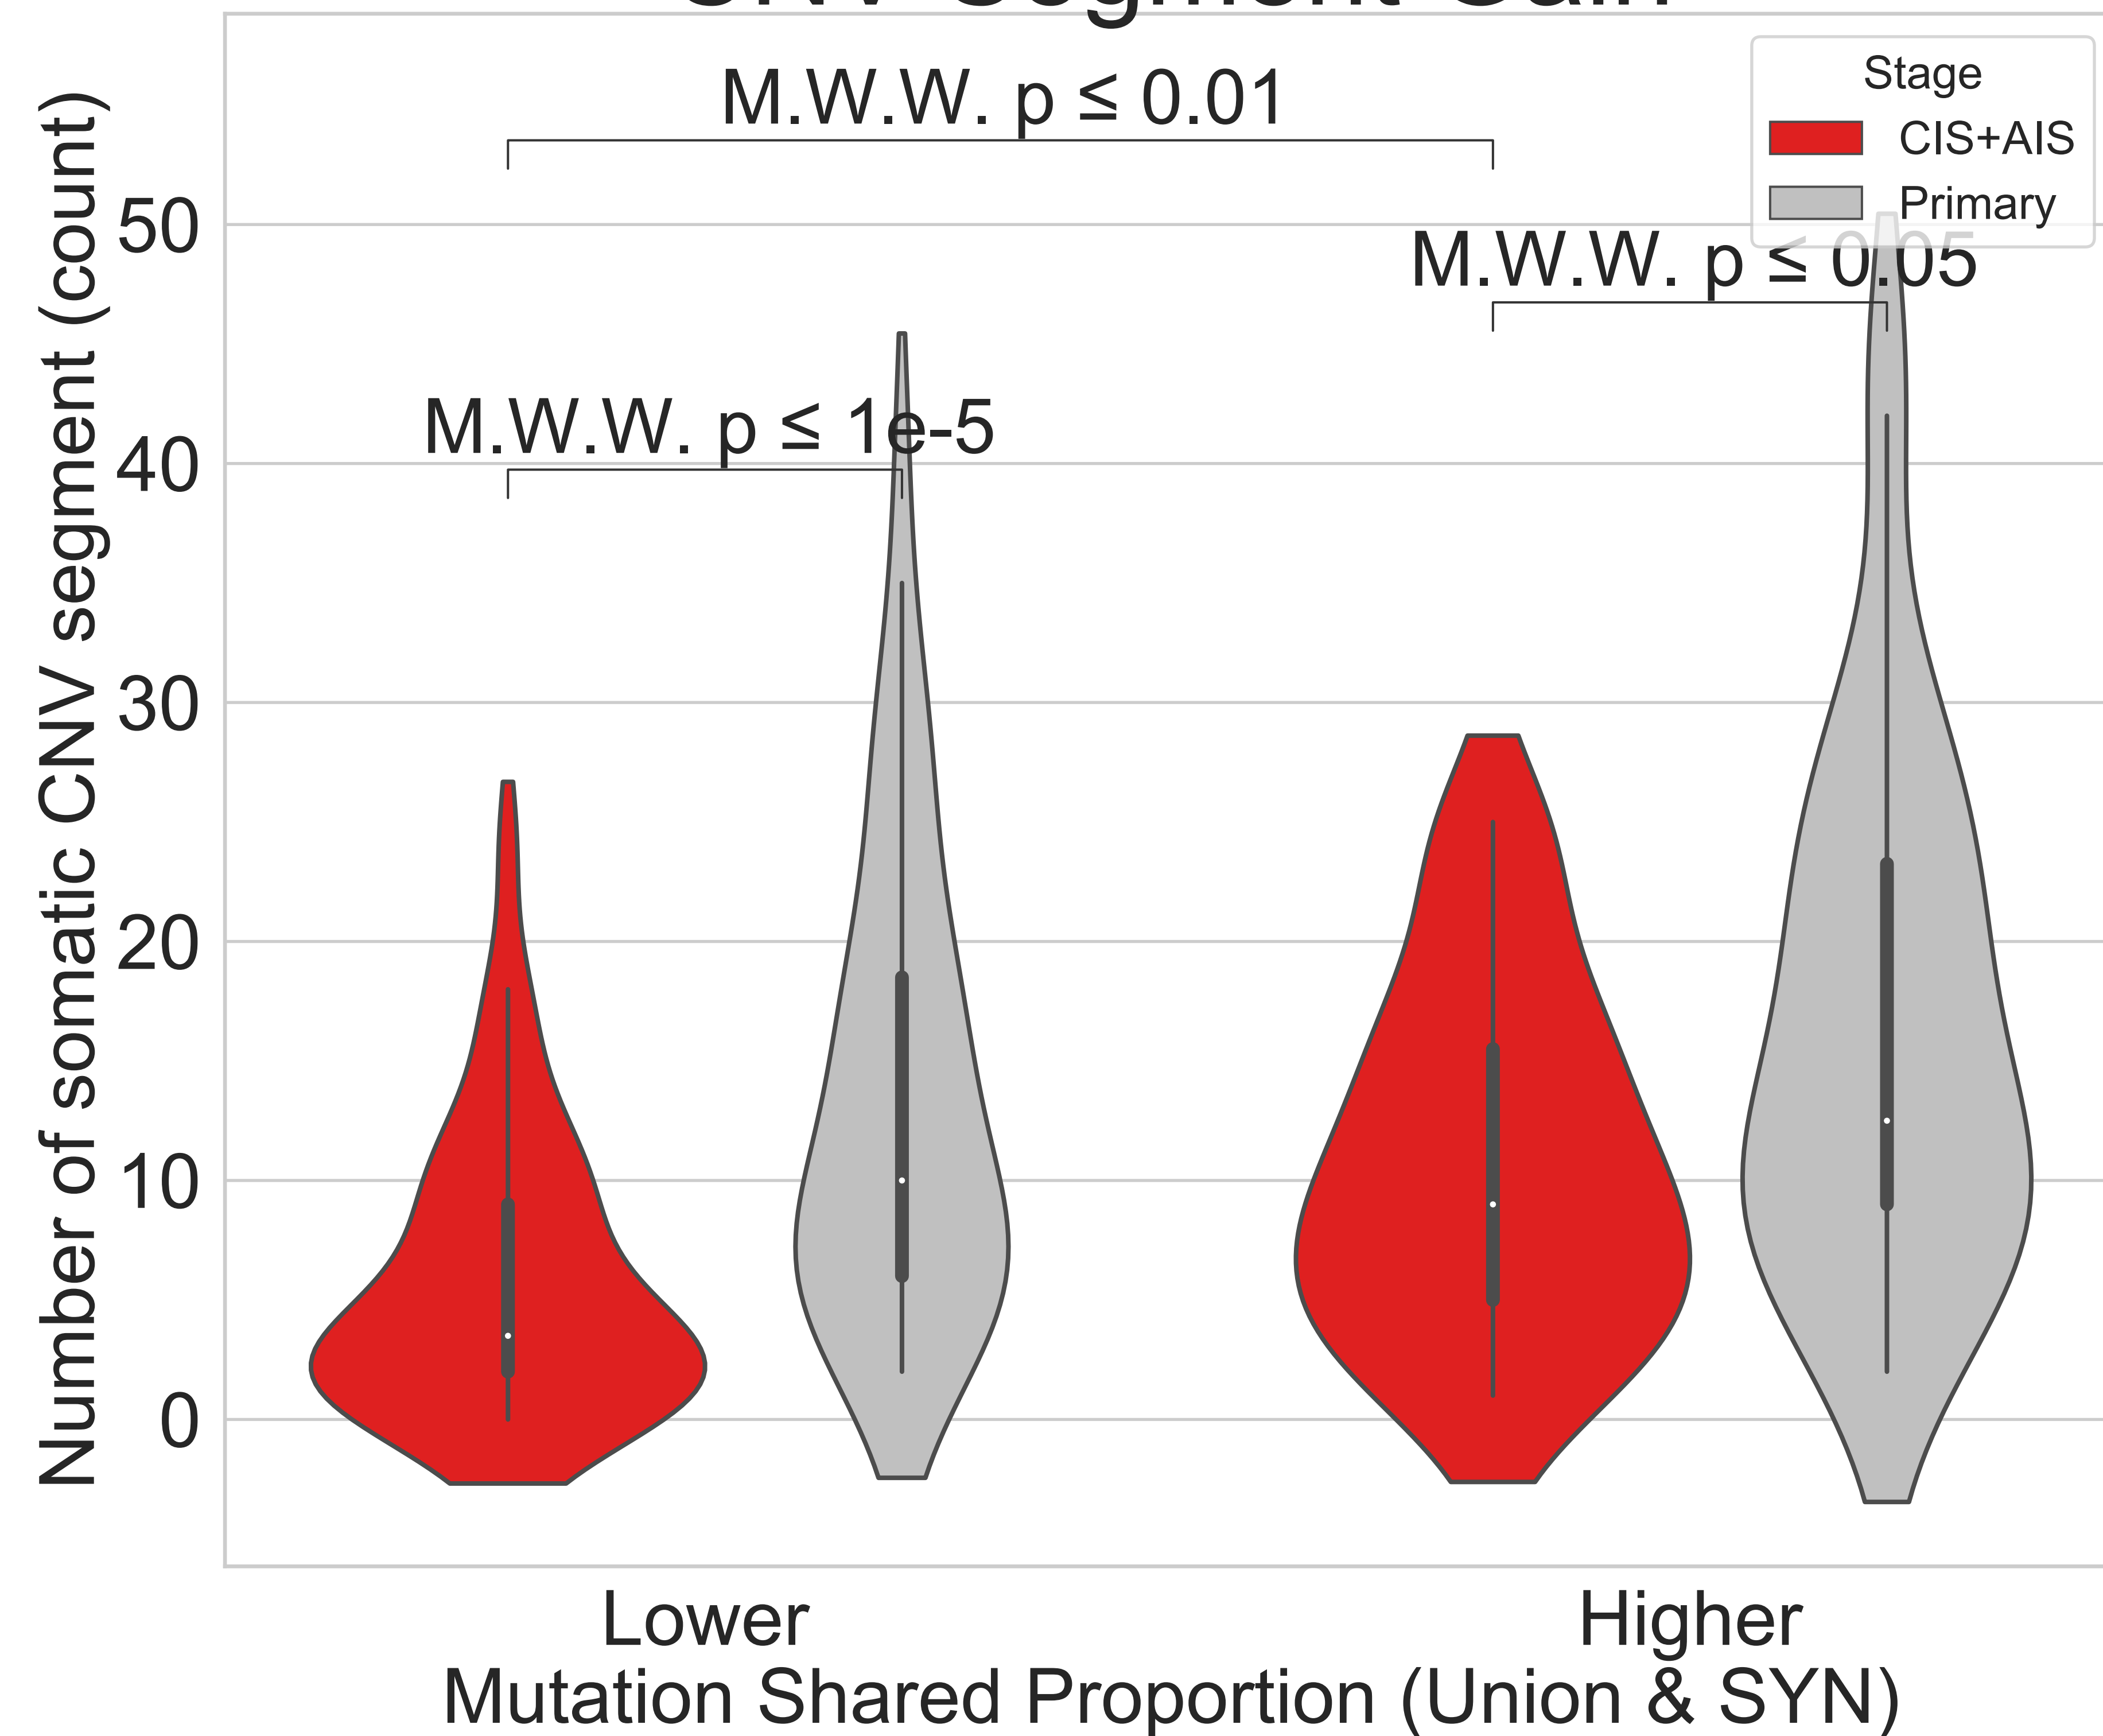 M.W.W. p ≤ 0.01
Stage
CIS+AIS
Primary
M.W.W. p ≤ 0.05
M.W.W. p ≤ 1e-5
Number of somatic CNV segment (count)
50
40
30
20
10
0
Lower
Higher
Mutation Shared Proportion (Union & SYN)